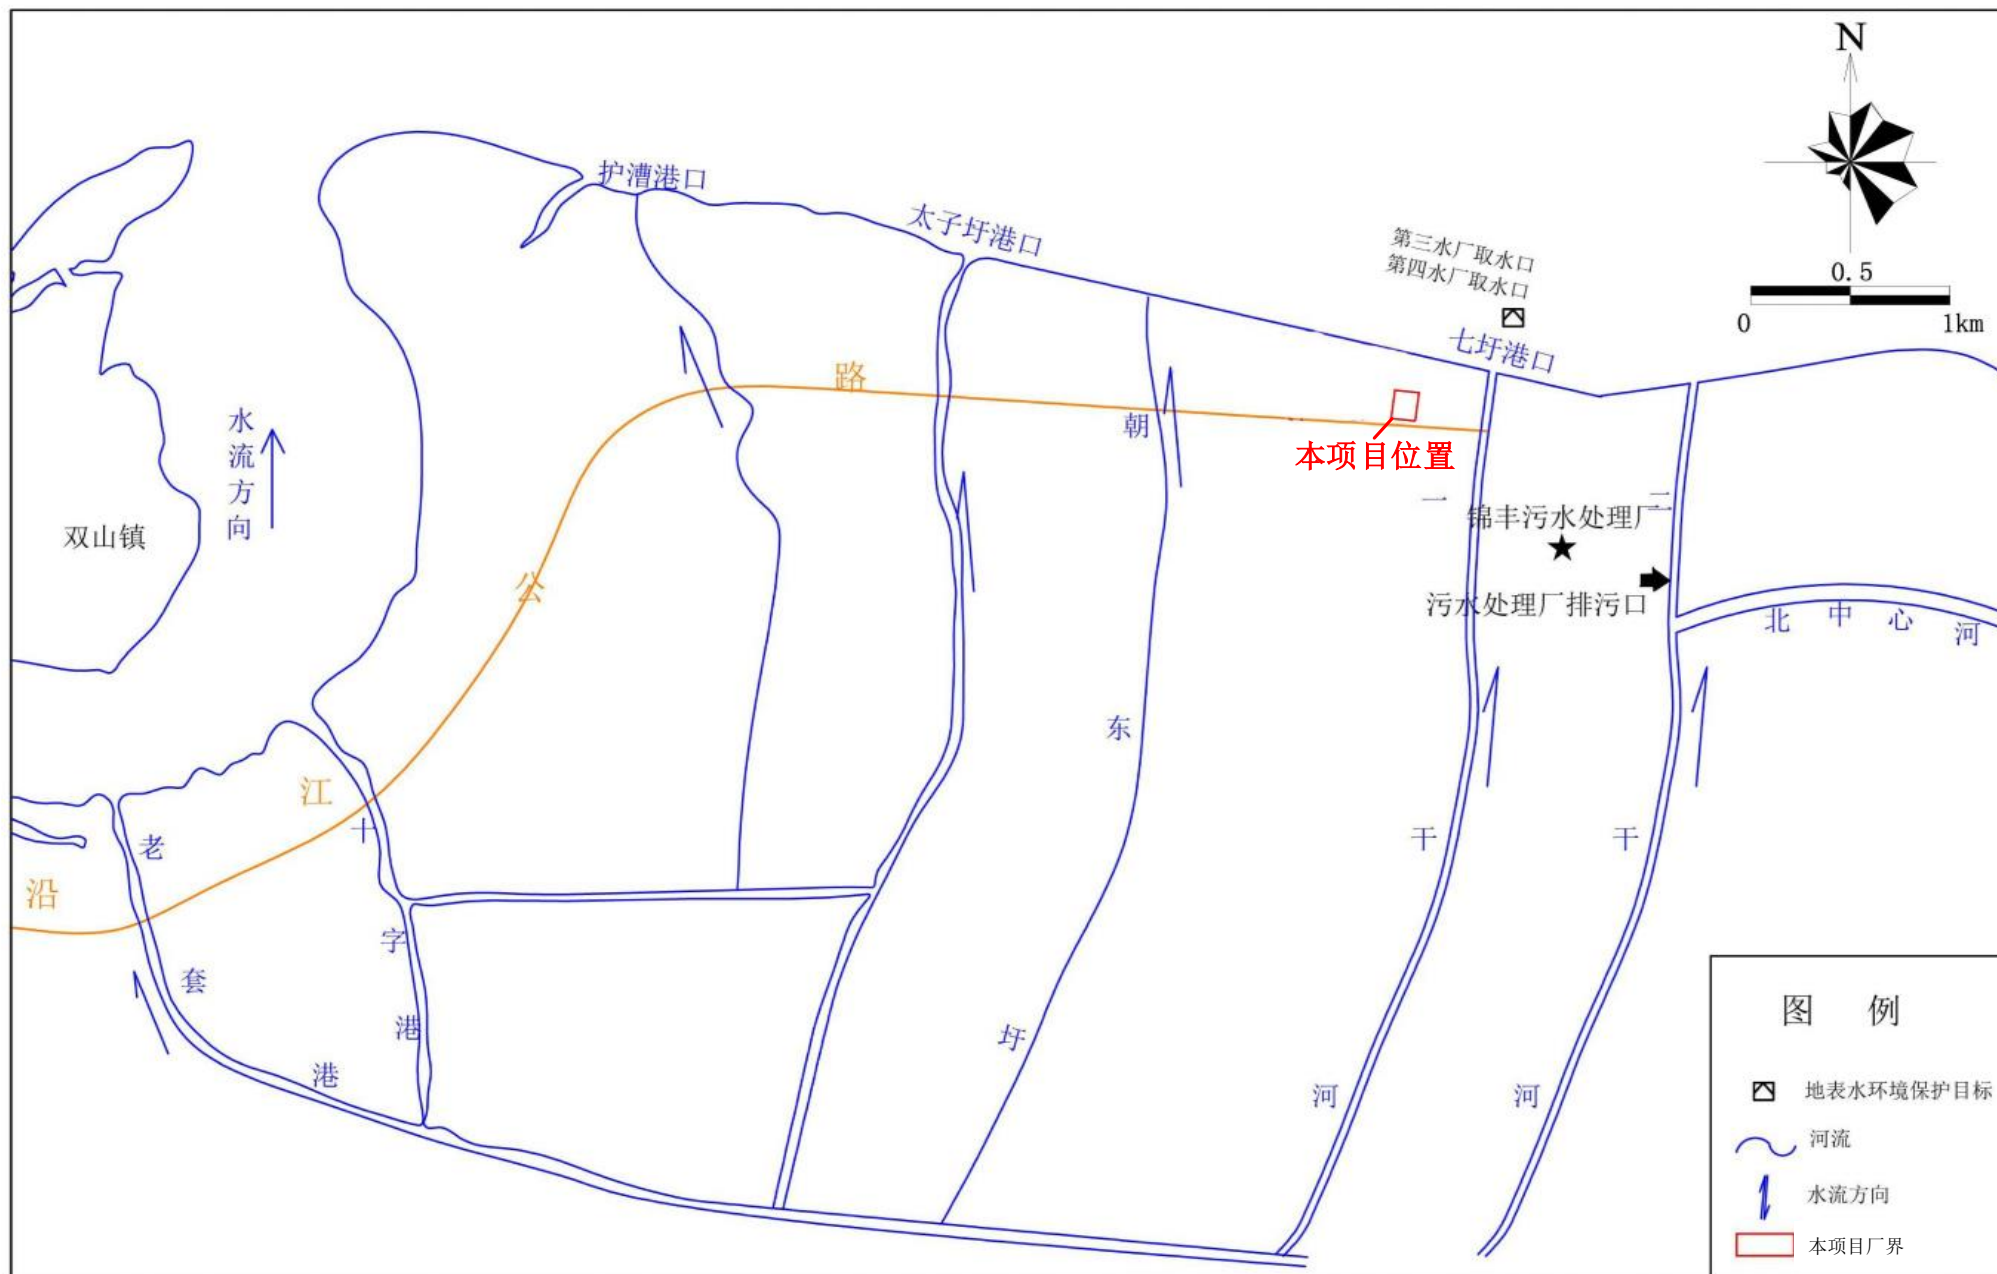 N
护漕港口
太子圩港口
第三水厂取水口
第四水厂取水口
0.5
0
1km
七圩港口
路
朝
本项目位置
水流方向
一
二
锦丰污水处理厂
双山镇
公
污水处理厂排污口
北中心河
东
江
十
老
干
干
沿
字
套
港
圩
港
河
河
图 例
地表水环境保护目标
河流
水流方向
本项目厂界